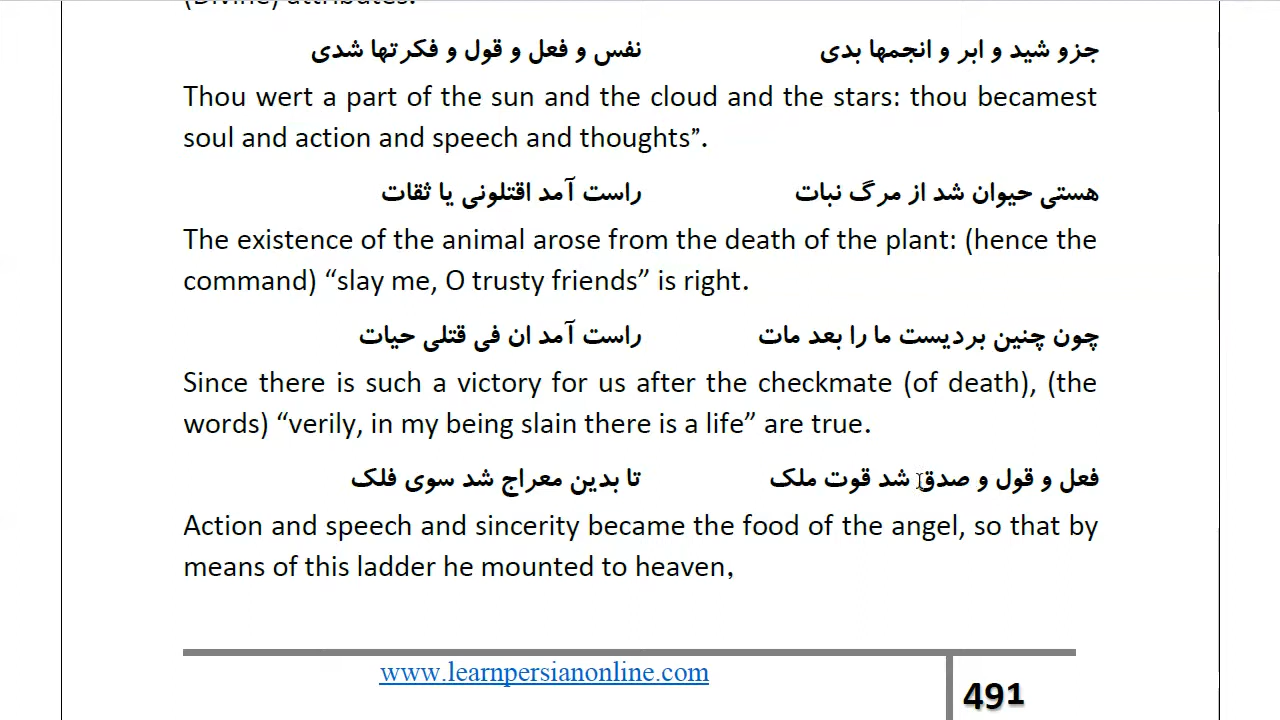 (Divine) attributes.
جزو شید و ابر و انجمها بدی نفس و فعل و قول و فکرتها شدی
Thou wert a part of the sun and the cloud and the stars: thou becamest
soul and action and speech and thoughts”.
هستی حیوان شد از مرگ نبات راست آمد اقتلونی یا ثقات
The existence of the animal arose from the death of the plant: (hence the
command) “slay me, O trusty friends” is right.
چون چنین بردیست ما را بعد مات راست آمد ان فی قتلی حیات
Since there is such a victory for us after the checkmate (of death), (the
words) “verily, in my being slain there is a life” are true.
فعل و قول و صدق شد قوت ملک تا بدین معراج شد سوی فلک
Action and speech and sincerity became the food of the angel, so that by
means of this ladder he mounted to heaven,
www.learnpersianonline.com
491